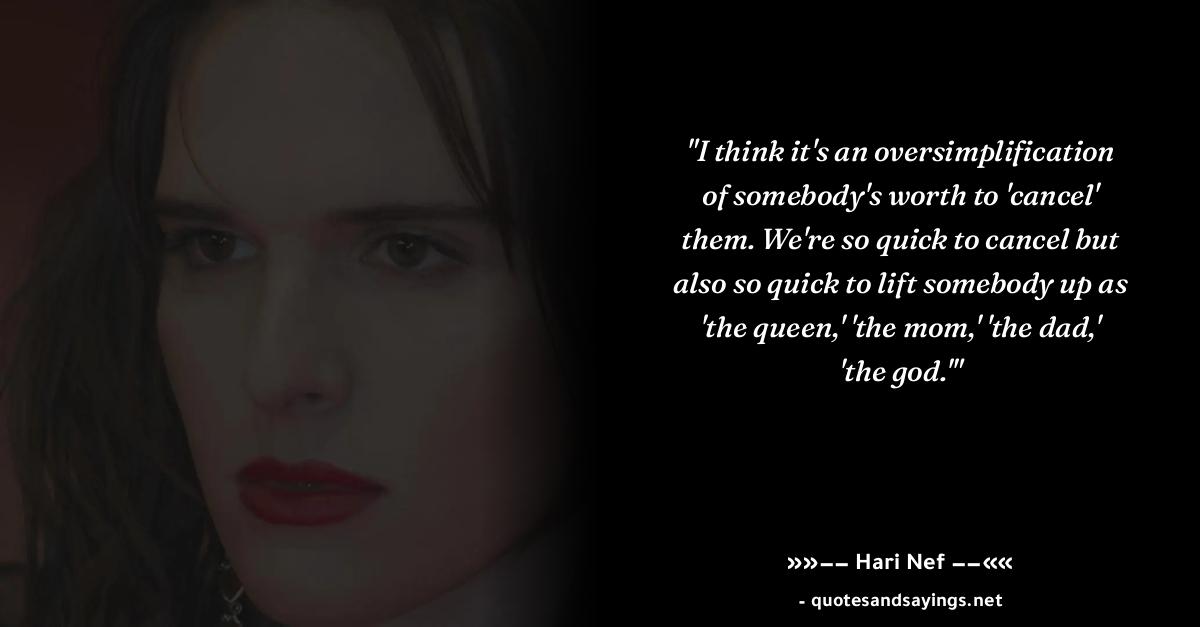 "I think it's an oversimplification
of somebody's worth to 'cancel'
them. We're so quick to cancel but
also so quick to lift somebody up as
'the queen,' 'the mom,' 'the dad,'
'the god.'"
»»–– Hari Nef ––««
- quotesandsayings.net